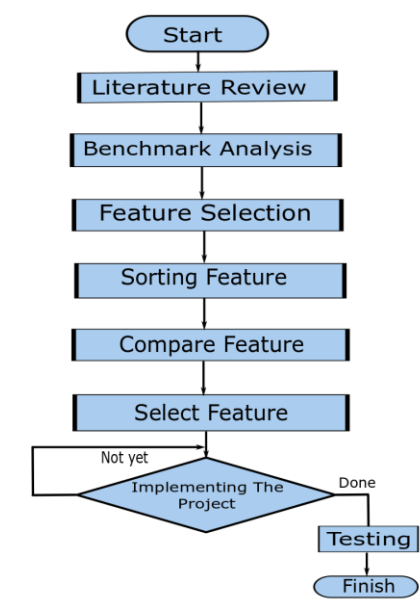 Start
Literature Review
Benchmark Analysis
Feature Selection
Sorting Feature
Compare Feature
Select Feature
Not yet
Implementing The
Project
Done
Testing
Finish